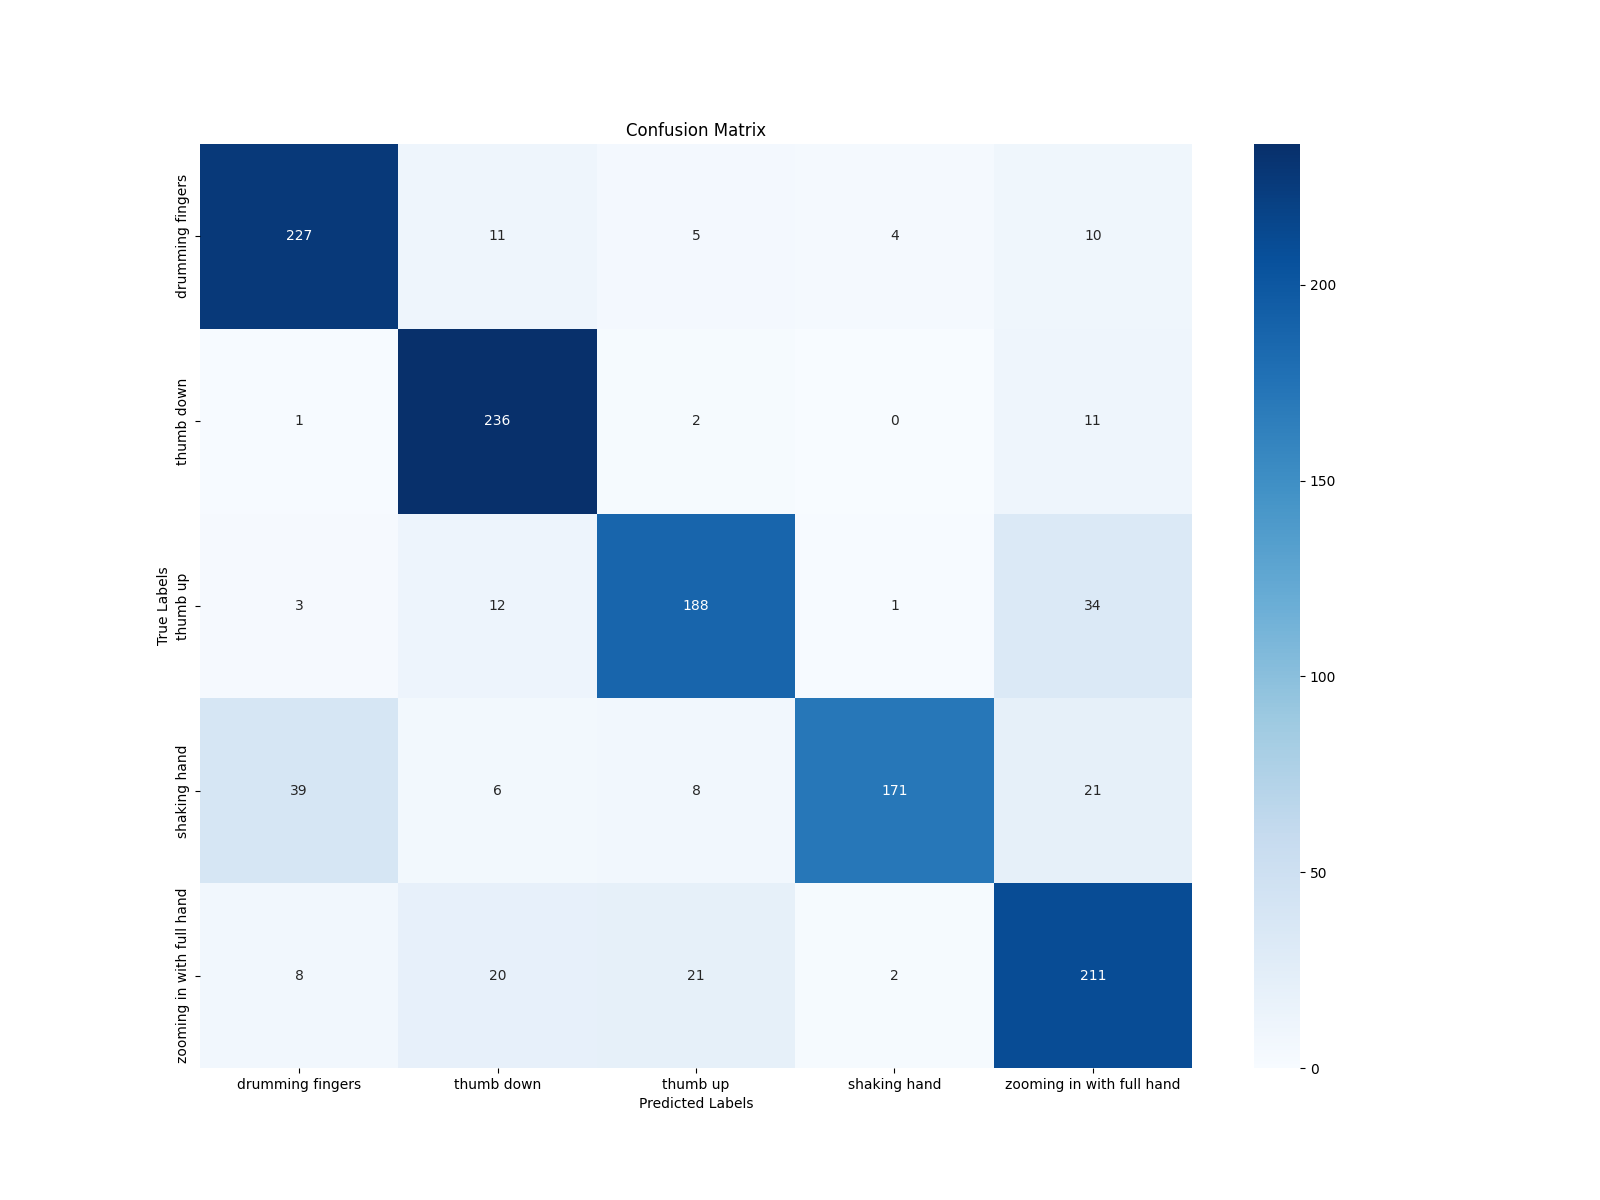 Confusion Matrix
True Labels
drumming fingers
227 11 5 4 10
thumb down
1 236 2 0 11
thumb up
3 12 188 1 34
shaking hand
39 6 8 171 21
zooming in with full hand
8 20 21 2 211
drumming fingers thumb down thumb up shaking hand zooming in with full hand
Predicted Labels
200
150
100
50
0